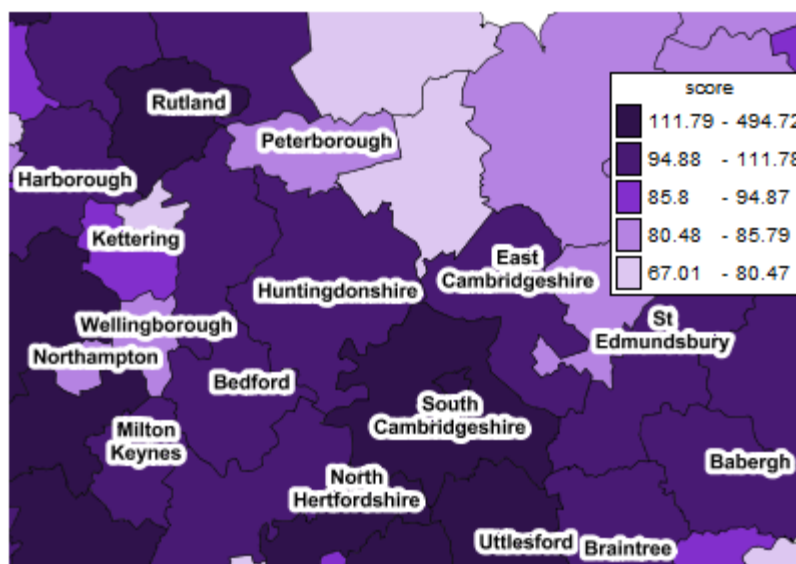 score
111.79 - 494.72
94.88 - 111.78
85.8 - 94.87
80.48 - 85.79
67.01 - 80.47
Rutland
Peterborough
Harborough
Kettering
East
Cambridgeshire
Huntingdonshire
Wellingborough
St
Edmundsbury
Northampton
Bedford
South
Cambridgeshire
Milton
Keynes
Babergh
North
Hertfordshire
Uttlesford
Braintree